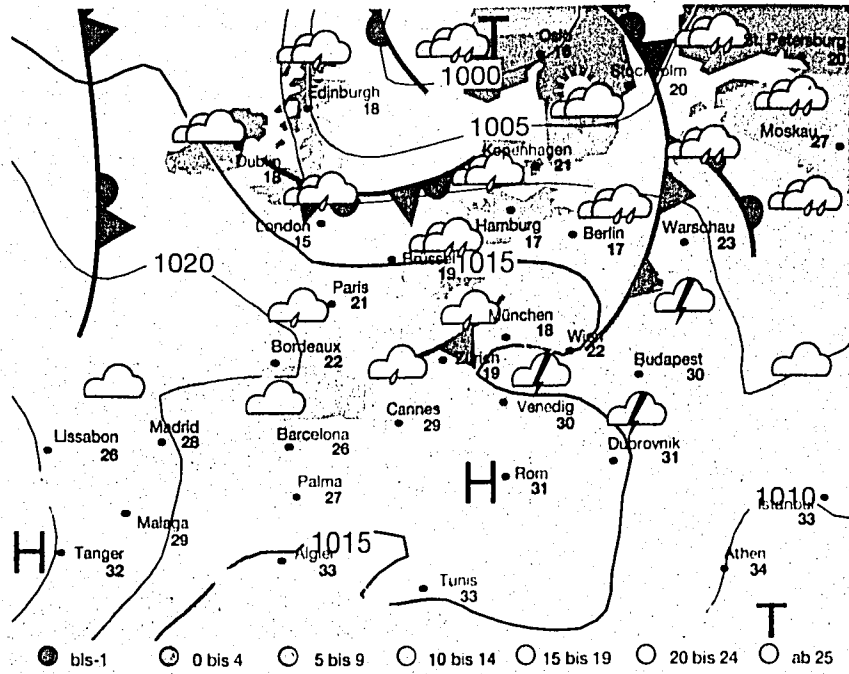 T
Oslo
16
1000
St. Petersburg
20
Stockholm
20
Edinburgh
18
1005
Moskau
27
Dublin
18
Kopenhagen
21
London
15
Hamburg
17
Berlin
17
Warschau
23
Brüssel
19
1015
1020
Paris
21
München
18
Wien
22
Bordeaux
22
Zürich
19
Budapest
30
Cannes
29
Venedig
30
Lissabon
26
Madrid
28
Barcelona
26
Dubrovnik
31
Palma
27
H
Rom
31
1010
Istanbul
33
Malaga
29
H
Tanger
32
1015
Algier
33
Athen
34
Tunis
33
T
bis-1
0 bis 4
5 bis 9
10 bis 14
15 bis 19
20 bis 24
ab 25